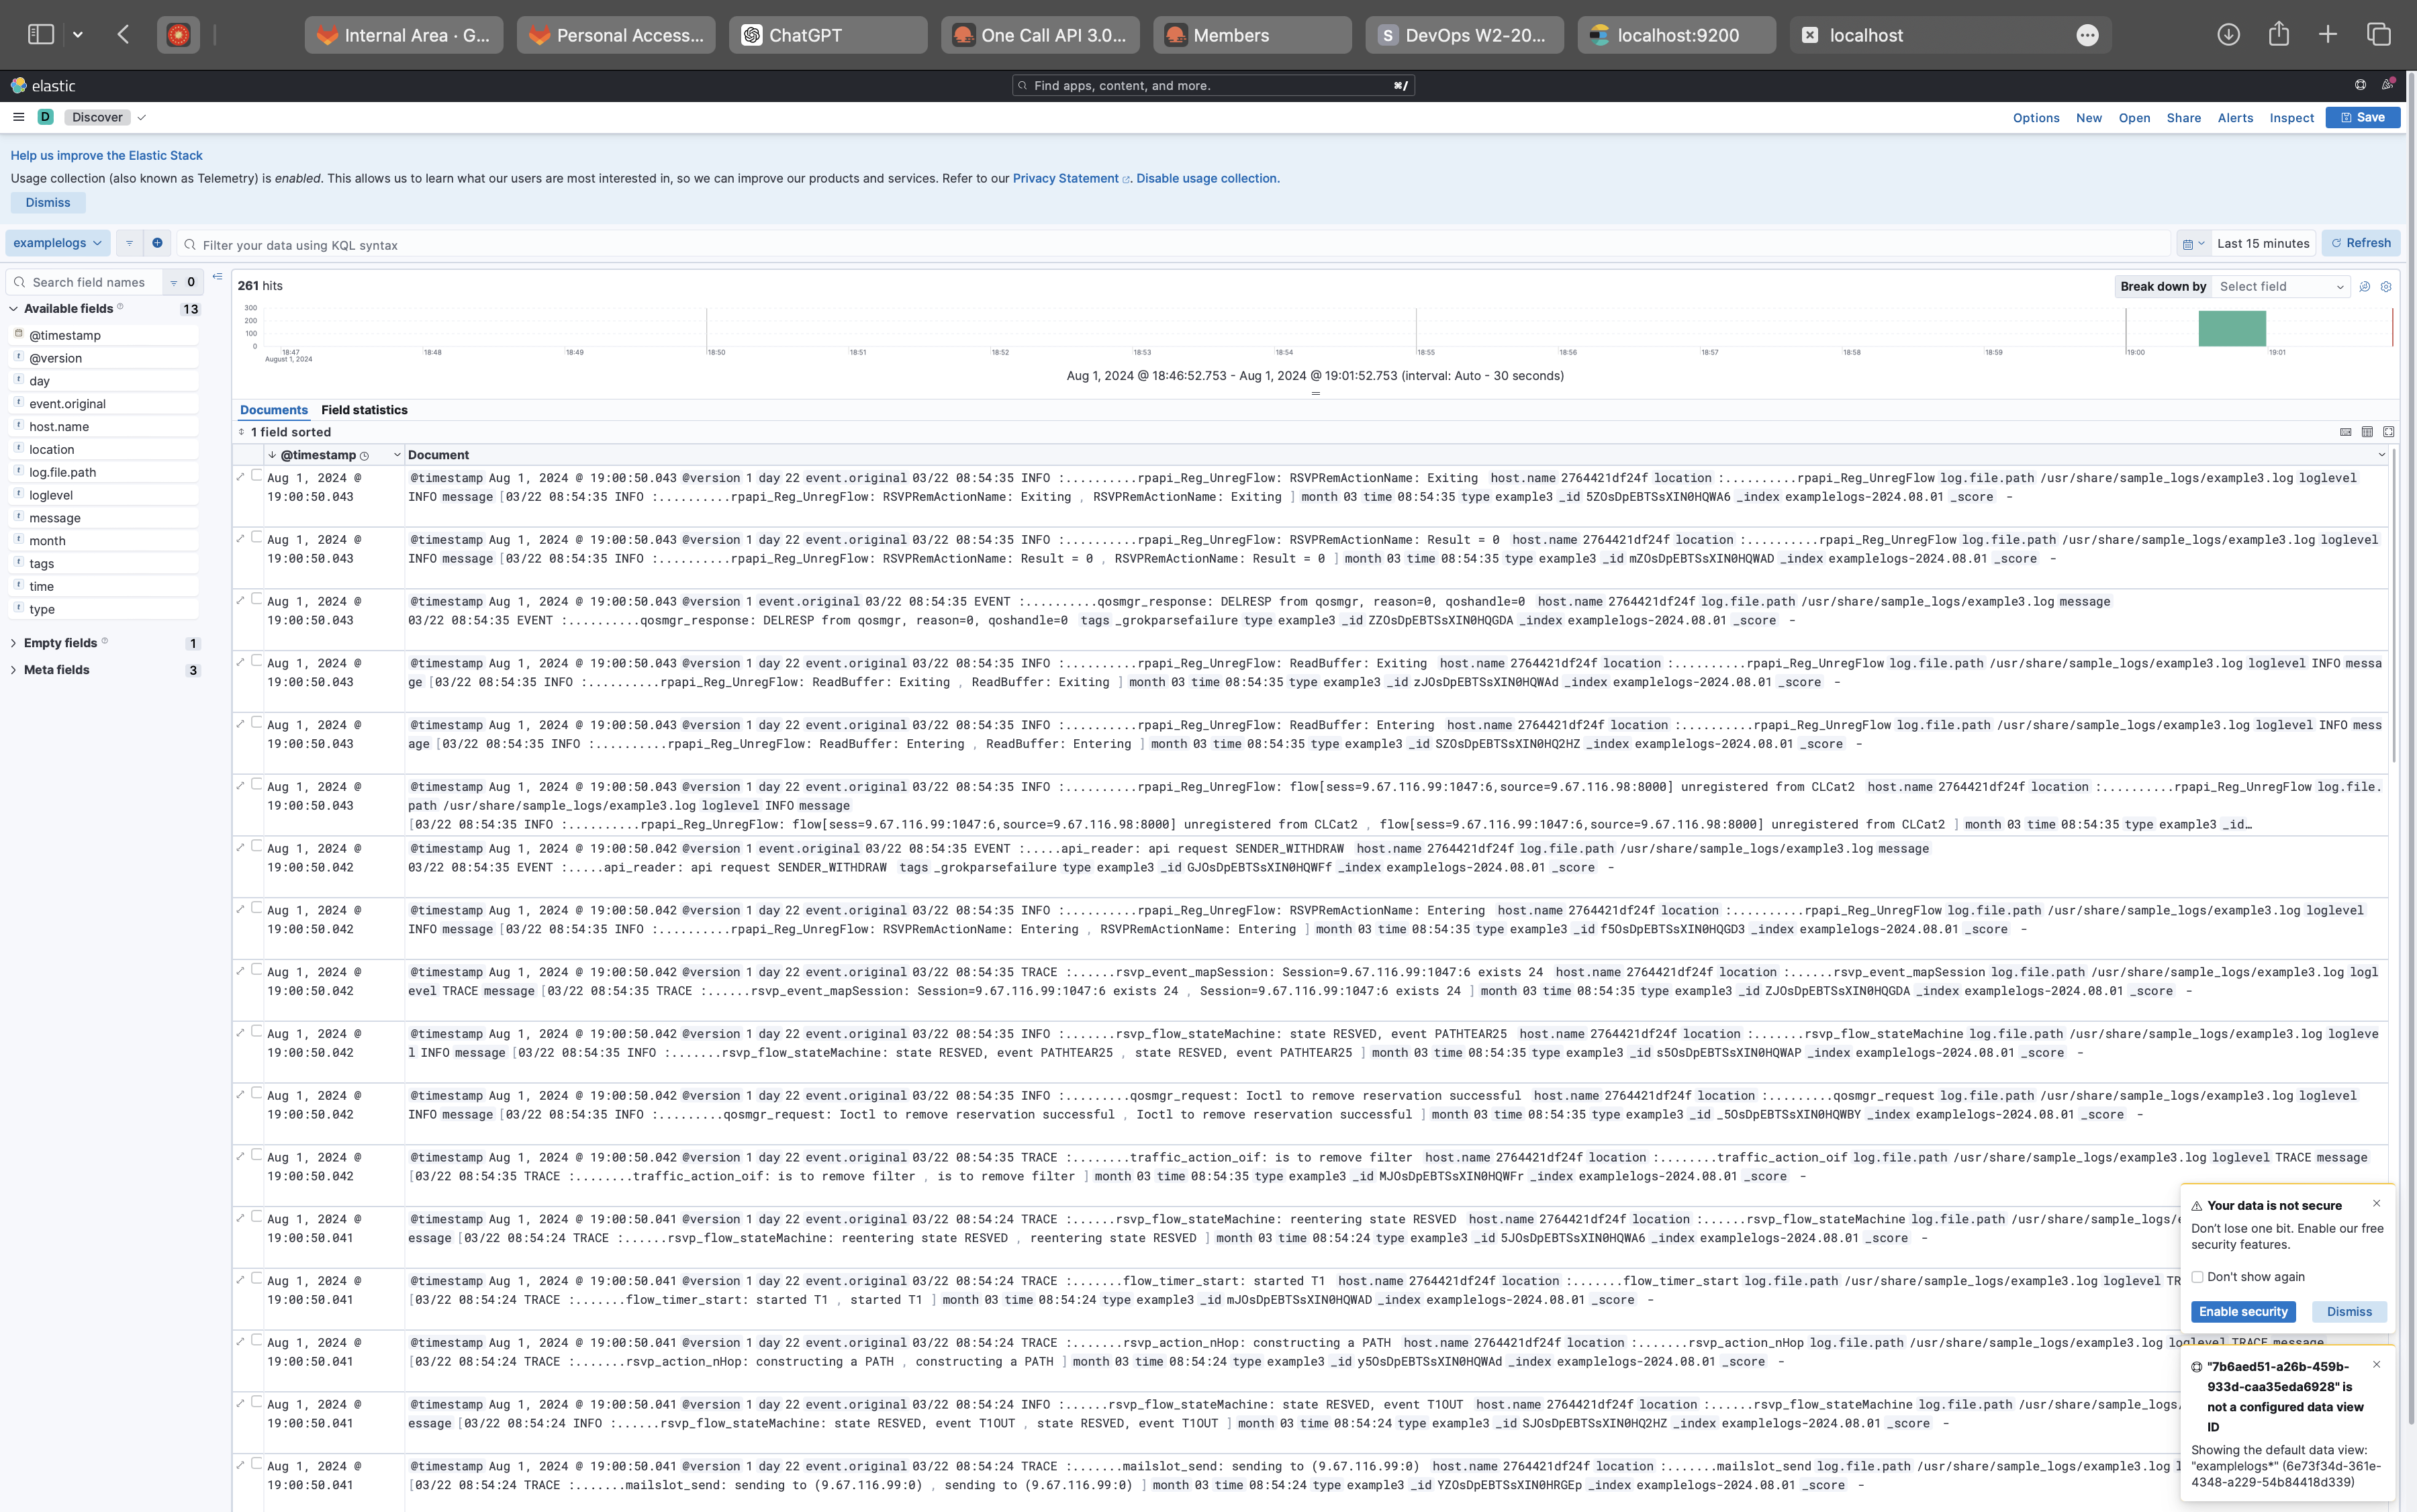 Internal Area · G...
Personal Access...
ChatGPT
One Call API 3.0...
Members
S DevOps W2-20...
localhost:9200
localhost
elastic
Find apps, content, and more.
⌘/
D Discover
Options New Open Share Alerts Inspect Save
Help us improve the Elastic Stack
Usage collection (also known as Telemetry) is enabled. This allows us to learn what our users are most interested in, so we can improve our products and services. Refer to our Privacy Statement. Disable usage collection.
Dismiss
examplelogs
Filter your data using KQL syntax
Last 15 minutes
Refresh
Search field names
0
Available fields 13
@timestamp
@version
day
event.original
host.name
location
log.file.path
loglevel
message
month
tags
time
type
Empty fields 1
Meta fields 3
261 hits
Break down by Select field
300
200
100
0
18:47 18:48 18:49 18:50 18:51 18:52 18:53 18:54 18:55 18:56 18:57 18:58 18:59 19:00 19:01
August 1, 2024
Aug 1, 2024 @ 18:46:52.753 - Aug 1, 2024 @ 19:01:52.753 (interval: Auto - 30 seconds)
Documents Field statistics
1 field sorted
@timestamp Document
Aug 1, 2024 @ @timestamp Aug 1, 2024 @ 19:00:50.043 @version 1 day 22 event.original 03/22 08:54:35 INFO :..........rpapi_Reg_UnregFlow: RSVPRemActionName: Exiting host.name 2764421df24f location :..........rpapi_Reg_UnregFlow log.file.path /usr/share/sample_logs/example3.log loglevel
19:00:50.043 INFO message [03/22 08:54:35 INFO :..........rpapi_Reg_UnregFlow: RSVPRemActionName: Exiting , RSVPRemActionName: Exiting ] month 03 time 08:54:35 type example3 _id 5ZOsDpEBTSsXIN0HQWA6 _index examplelogs-2024.08.01 _score -
Aug 1, 2024 @ @timestamp Aug 1, 2024 @ 19:00:50.043 @version 1 day 22 event.original 03/22 08:54:35 INFO :..........rpapi_Reg_UnregFlow: RSVPRemActionName: Result = 0 host.name 2764421df24f location :..........rpapi_Reg_UnregFlow log.file.path /usr/share/sample_logs/example3.log loglevel
19:00:50.043 INFO message [03/22 08:54:35 INFO :..........rpapi_Reg_UnregFlow: RSVPRemActionName: Result = 0 , RSVPRemActionName: Result = 0 ] month 03 time 08:54:35 type example3 _id mZOsDpEBTSsXIN0HQWAD _index examplelogs-2024.08.01 _score -
Aug 1, 2024 @ @timestamp Aug 1, 2024 @ 19:00:50.043 @version 1 event.original 03/22 08:54:35 EVENT :..........qosmgr_response: DELRESP from qosmgr, reason=0, qoshandle=0 host.name 2764421df24f log.file.path /usr/share/sample_logs/example3.log message
19:00:50.043 03/22 08:54:35 EVENT :..........qosmgr_response: DELRESP from qosmgr, reason=0, qoshandle=0 tags _grokparsefailure type example3 _id ZZOsDpEBTSsXIN0HQGDA _index examplelogs-2024.08.01 _score -
Aug 1, 2024 @ @timestamp Aug 1, 2024 @ 19:00:50.043 @version 1 day 22 event.original 03/22 08:54:35 INFO :..........rpapi_Reg_UnregFlow: ReadBuffer: Exiting host.name 2764421df24f location :..........rpapi_Reg_UnregFlow log.file.path /usr/share/sample_logs/example3.log loglevel INFO messa
19:00:50.043 ge [03/22 08:54:35 INFO :..........rpapi_Reg_UnregFlow: ReadBuffer: Exiting , ReadBuffer: Exiting ] month 03 time 08:54:35 type example3 _id zJOsDpEBTSsXIN0HQWAd _index examplelogs-2024.08.01 _score -
Aug 1, 2024 @ @timestamp Aug 1, 2024 @ 19:00:50.043 @version 1 day 22 event.original 03/22 08:54:35 INFO :..........rpapi_Reg_UnregFlow: ReadBuffer: Entering host.name 2764421df24f location :..........rpapi_Reg_UnregFlow log.file.path /usr/share/sample_logs/example3.log loglevel INFO mess
19:00:50.043 age [03/22 08:54:35 INFO :..........rpapi_Reg_UnregFlow: ReadBuffer: Entering , ReadBuffer: Entering ] month 03 time 08:54:35 type example3 _id SZOsDpEBTSsXIN0HQ2HZ _index examplelogs-2024.08.01 _score -
Aug 1, 2024 @ @timestamp Aug 1, 2024 @ 19:00:50.043 @version 1 day 22 event.original 03/22 08:54:35 INFO :..........rpapi_Reg_UnregFlow: flow[sess=9.67.116.99:1047:6,source=9.67.116.98:8000] unregistered from CLCat2 host.name 2764421df24f location :..........rpapi_Reg_UnregFlow log.file.
19:00:50.043 path /usr/share/sample_logs/example3.log loglevel INFO message
[03/22 08:54:35 INFO :..........rpapi_Reg_UnregFlow: flow[sess=9.67.116.99:1047:6,source=9.67.116.98:8000] unregistered from CLCat2 , flow[sess=9.67.116.99:1047:6,source=9.67.116.98:8000] unregistered from CLCat2 ] month 03 time 08:54:35 type example3 _id…
Aug 1, 2024 @ @timestamp Aug 1, 2024 @ 19:00:50.042 @version 1 event.original 03/22 08:54:35 EVENT :.....api_reader: api request SENDER_WITHDRAW host.name 2764421df24f log.file.path /usr/share/sample_logs/example3.log message
19:00:50.042 03/22 08:54:35 EVENT :.....api_reader: api request SENDER_WITHDRAW tags _grokparsefailure type example3 _id GJOsDpEBTSsXIN0HQWFf _index examplelogs-2024.08.01 _score -
Aug 1, 2024 @ @timestamp Aug 1, 2024 @ 19:00:50.042 @version 1 day 22 event.original 03/22 08:54:35 INFO :..........rpapi_Reg_UnregFlow: RSVPRemActionName: Entering host.name 2764421df24f location :..........rpapi_Reg_UnregFlow log.file.path /usr/share/sample_logs/example3.log loglevel
19:00:50.042 INFO message [03/22 08:54:35 INFO :..........rpapi_Reg_UnregFlow: RSVPRemActionName: Entering , RSVPRemActionName: Entering ] month 03 time 08:54:35 type example3 _id f5OsDpEBTSsXIN0HQGD3 _index examplelogs-2024.08.01 _score -
Aug 1, 2024 @ @timestamp Aug 1, 2024 @ 19:00:50.042 @version 1 day 22 event.original 03/22 08:54:35 TRACE :......rsvp_event_mapSession: Session=9.67.116.99:1047:6 exists 24 host.name 2764421df24f location :......rsvp_event_mapSession log.file.path /usr/share/sample_logs/example3.log logl
19:00:50.042 evel TRACE message [03/22 08:54:35 TRACE :......rsvp_event_mapSession: Session=9.67.116.99:1047:6 exists 24 , Session=9.67.116.99:1047:6 exists 24 ] month 03 time 08:54:35 type example3 _id ZJOsDpEBTSsXIN0HQGDA _index examplelogs-2024.08.01 _score -
Aug 1, 2024 @ @timestamp Aug 1, 2024 @ 19:00:50.042 @version 1 day 22 event.original 03/22 08:54:35 INFO :.......rsvp_flow_stateMachine: state RESVED, event PATHTEAR25 host.name 2764421df24f location :.......rsvp_flow_stateMachine log.file.path /usr/share/sample_logs/example3.log logleve
19:00:50.042 l INFO message [03/22 08:54:35 INFO :.......rsvp_flow_stateMachine: state RESVED, event PATHTEAR25 , state RESVED, event PATHTEAR25 ] month 03 time 08:54:35 type example3 _id s5OsDpEBTSsXIN0HQWAP _index examplelogs-2024.08.01 _score -
Aug 1, 2024 @ @timestamp Aug 1, 2024 @ 19:00:50.042 @version 1 day 22 event.original 03/22 08:54:35 INFO :.........qosmgr_request: Ioctl to remove reservation successful host.name 2764421df24f location :.........qosmgr_request log.file.path /usr/share/sample_logs/example3.log loglevel
19:00:50.042 INFO message [03/22 08:54:35 INFO :.........qosmgr_request: Ioctl to remove reservation successful , Ioctl to remove reservation successful ] month 03 time 08:54:35 type example3 _id _5OsDpEBTSsXIN0HQWBY _index examplelogs-2024.08.01 _score -
Aug 1, 2024 @ @timestamp Aug 1, 2024 @ 19:00:50.042 @version 1 day 22 event.original 03/22 08:54:35 TRACE :........traffic_action_oif: is to remove filter host.name 2764421df24f location :........traffic_action_oif log.file.path /usr/share/sample_logs/example3.log loglevel TRACE message
19:00:50.042 [03/22 08:54:35 TRACE :........traffic_action_oif: is to remove filter , is to remove filter ] month 03 time 08:54:35 type example3 _id MJOsDpEBTSsXIN0HQWFr _index examplelogs-2024.08.01 _score -
Aug 1, 2024 @ @timestamp Aug 1, 2024 @ 19:00:50.041 @version 1 day 22 event.original 03/22 08:54:24 TRACE :......rsvp_flow_stateMachine: reentering state RESVED host.name 2764421df24f location :......rsvp_flow_stateMachine log.file.path /usr/share/sample_logs/e
19:00:50.041 essage [03/22 08:54:24 TRACE :......rsvp_flow_stateMachine: reentering state RESVED , reentering state RESVED ] month 03 time 08:54:24 type example3 _id 5JOsDpEBTSsXIN0HQWA6 _index examplelogs-2024.08.01 _score -
Aug 1, 2024 @ @timestamp Aug 1, 2024 @ 19:00:50.041 @version 1 day 22 event.original 03/22 08:54:24 TRACE :.......flow_timer_start: started T1 host.name 2764421df24f location :.......flow_timer_start log.file.path /usr/share/sample_logs/example3.log loglevel TR
19:00:50.041 [03/22 08:54:24 TRACE :.......flow_timer_start: started T1 , started T1 ] month 03 time 08:54:24 type example3 _id mJOsDpEBTSsXIN0HQWAD _index examplelogs-2024.08.01 _score -
Aug 1, 2024 @ @timestamp Aug 1, 2024 @ 19:00:50.041 @version 1 day 22 event.original 03/22 08:54:24 TRACE :.......rsvp_action_nHop: constructing a PATH host.name 2764421df24f location :.......rsvp_action_nHop log.file.path /usr/share/sample_logs/example3.log loglevel TRACE message
19:00:50.041 [03/22 08:54:24 TRACE :.......rsvp_action_nHop: constructing a PATH , constructing a PATH ] month 03 time 08:54:24 type example3 _id y5OsDpEBTSsXIN0HQWAd _index examplelogs-2024.08.01 _score -
Aug 1, 2024 @ @timestamp Aug 1, 2024 @ 19:00:50.041 @version 1 day 22 event.original 03/22 08:54:24 INFO :......rsvp_flow_stateMachine: state RESVED, event T1OUT host.name 2764421df24f location :......rsvp_flow_stateMachine log.file.path /usr/share/sample_logs/
19:00:50.041 essage [03/22 08:54:24 INFO :......rsvp_flow_stateMachine: state RESVED, event T1OUT , state RESVED, event T1OUT ] month 03 time 08:54:24 type example3 _id SJOsDpEBTSsXIN0HQ2HZ _index examplelogs-2024.08.01 _score -
Aug 1, 2024 @ @timestamp Aug 1, 2024 @ 19:00:50.041 @version 1 day 22 event.original 03/22 08:54:24 TRACE :.......mailslot_send: sending to (9.67.116.99:0) host.name 2764421df24f location :.......mailslot_send log.file.path /usr/share/sample_logs/example3.log l
19:00:50.041 [03/22 08:54:24 TRACE :.......mailslot_send: sending to (9.67.116.99:0) , sending to (9.67.116.99:0) ] month 03 time 08:54:24 type example3 _id YZOsDpEBTSsXIN0HRGEp _index examplelogs-2024.08.01 _score -
Your data is not secure
Don't lose one bit. Enable our free
security features.
Don't show again
Enable security Dismiss
"7b6aed51-a26b-459b-
933d-caa35eda6928" is
not a configured data view
ID
Showing the default data view:
"examplelogs*" (6e73f34d-361e-
4348-a229-54b84418d339)